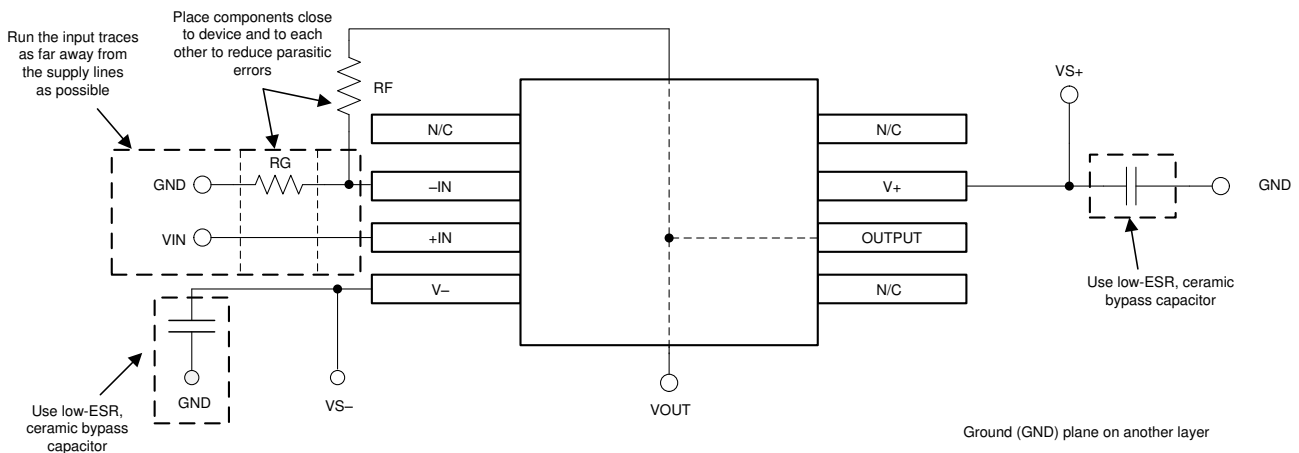 Run the input traces
as far away from
the supply lines
as possible
Place components close
to device and to each
other to reduce parasitic
errors
RF
N/C
RG
GND
–IN
VIN
+IN
V–
GND
VS–
Use low-ESR,
ceramic bypass
capacitor
VOUT
N/C
V+
OUTPUT
N/C
VS+
GND
Use low-ESR, ceramic
bypass capacitor
Ground (GND) plane on another layer